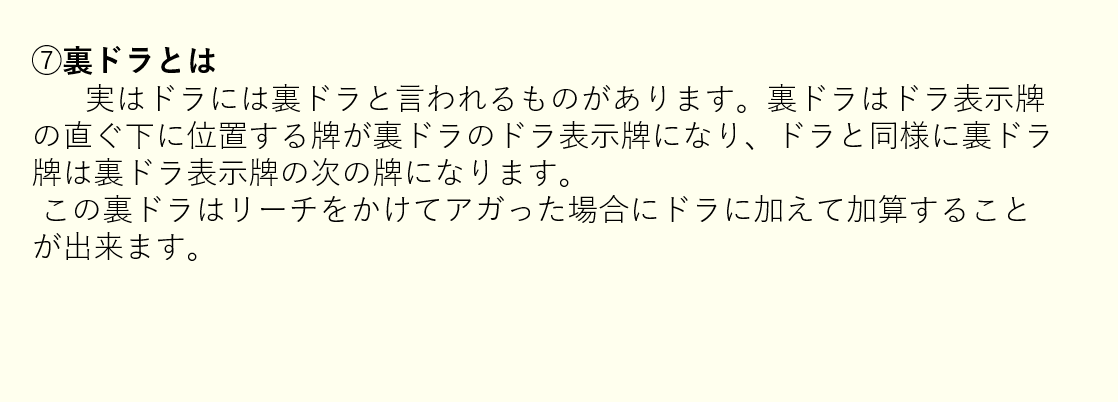 ⑦裏ドラとは
実はドラには裏ドラと言われるものがあります。裏ドラはドラ表示牌
の直ぐ下に位置する牌が裏ドラのドラ表示牌になり、ドラと同様に裏ドラ
牌は裏ドラ表示牌の次の牌になります。
この裏ドラはリーチをかけてアガった場合にドラに加えて加算すること
が出来ます。